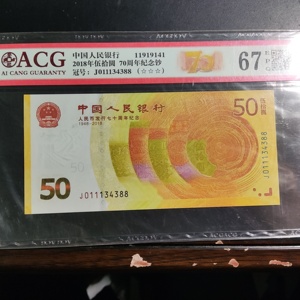 ACG
AI CANG GUARANTY
中国人民银行 11919141
2018年伍拾圆 70周年纪念钞
冠号: J011134388 (☆☆☆)
67
中国人民银行
人民币发行七十周年纪念
1948-2018
50
50
J011134388